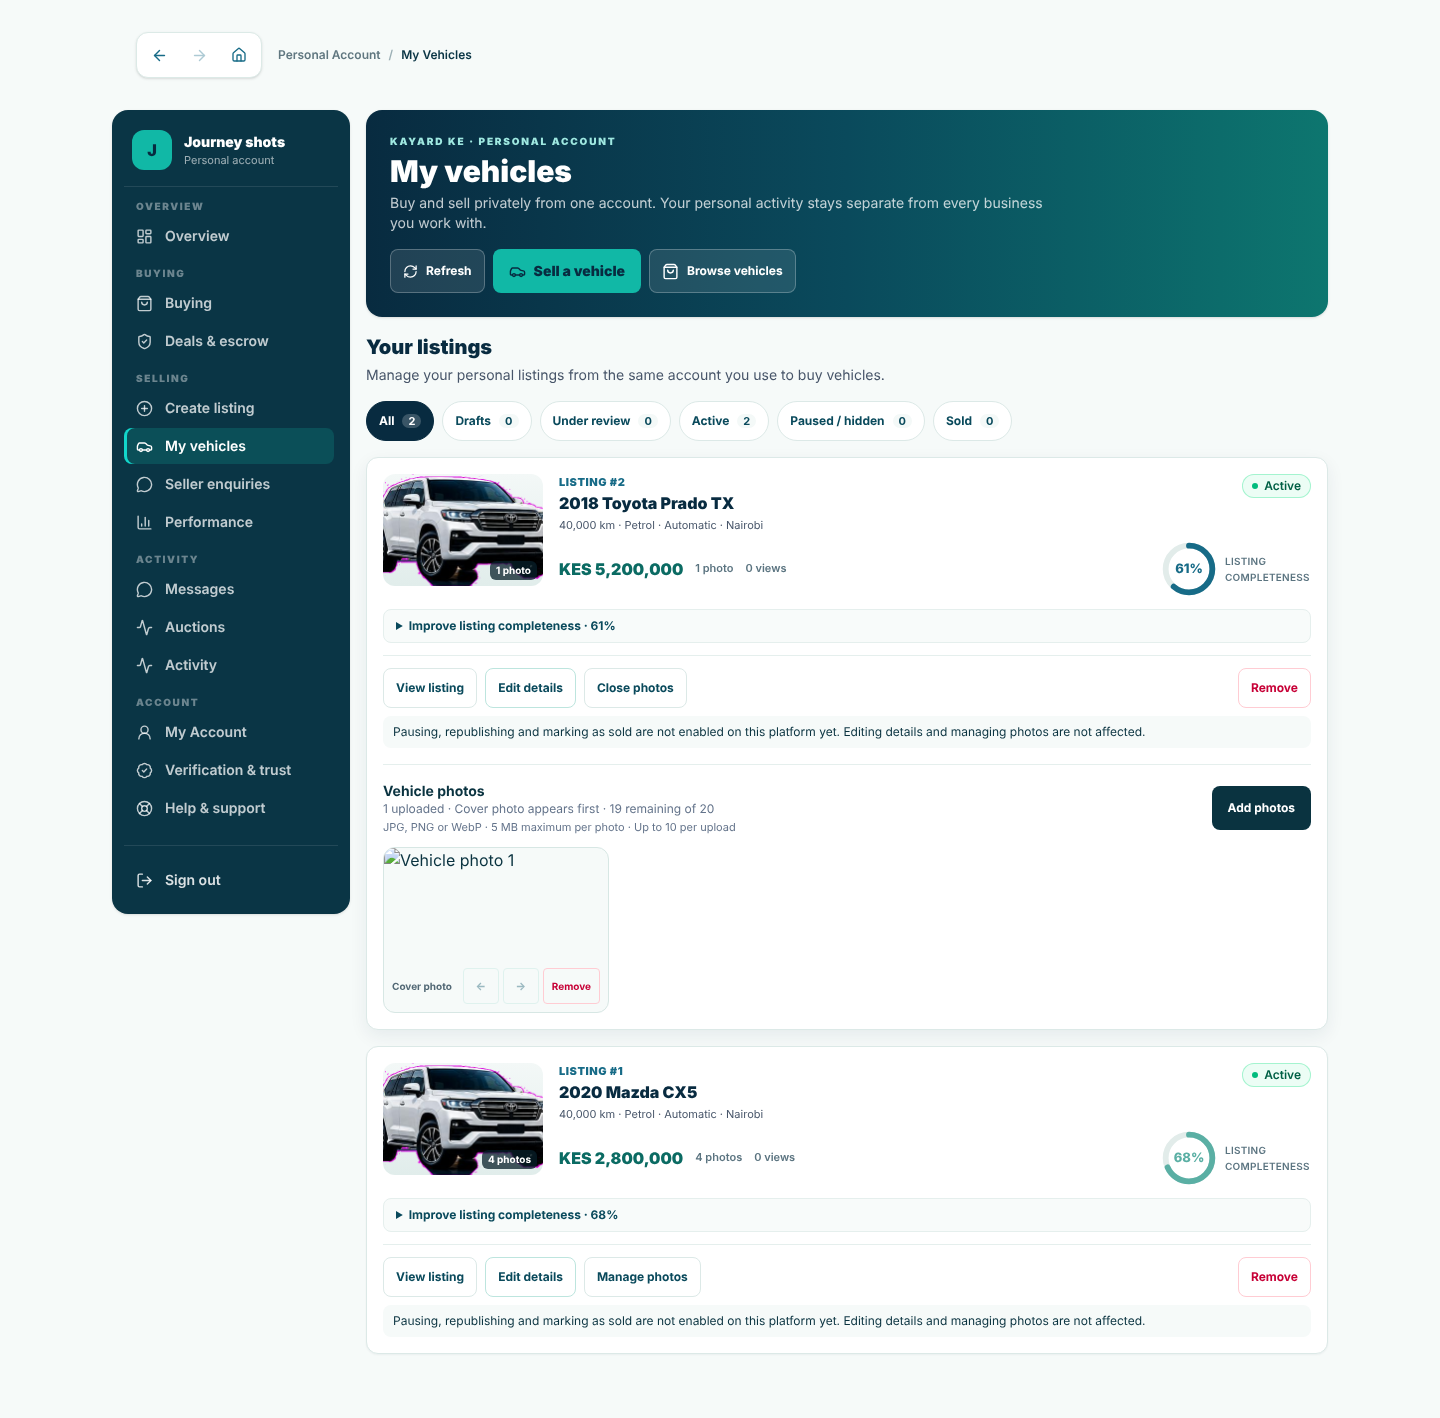 Personal Account / My Vehicles
J
Journey shots
Personal account
OVERVIEW
Overview
BUYING
Buying
Deals & escrow
SELLING
Create listing
My vehicles
Seller enquiries
Performance
ACTIVITY
Messages
Auctions
Activity
ACCOUNT
My Account
Verification & trust
Help & support
Sign out
KAYARD KE · PERSONAL ACCOUNT
My vehicles
Buy and sell privately from one account. Your personal activity stays separate from every business
you work with.
Refresh
Sell a vehicle
Browse vehicles
Your listings
Manage your personal listings from the same account you use to buy vehicles.
All 2
Drafts 0
Under review 0
Active 2
Paused / hidden 0
Sold 0
1 photo
LISTING #2
2018 Toyota Prado TX
40,000 km · Petrol · Automatic · Nairobi
KES 5,200,000 1 photo 0 views
Active
61%
LISTING
COMPLETENESS
Improve listing completeness · 61%
View listing
Edit details
Close photos
Remove
Pausing, republishing and marking as sold are not enabled on this platform yet. Editing details and managing photos are not affected.
Vehicle photos
1 uploaded · Cover photo appears first · 19 remaining of 20
JPG, PNG or WebP · 5 MB maximum per photo · Up to 10 per upload
Add photos
Vehicle photo 1
Cover photo
Remove
4 photos
LISTING #1
2020 Mazda CX5
40,000 km · Petrol · Automatic · Nairobi
KES 2,800,000 4 photos 0 views
Active
68%
LISTING
COMPLETENESS
Improve listing completeness · 68%
View listing
Edit details
Manage photos
Remove
Pausing, republishing and marking as sold are not enabled on this platform yet. Editing details and managing photos are not affected.